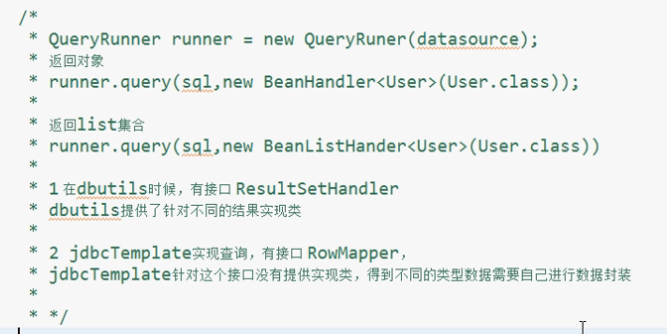 /*
* QueryRunner runner = new QueryRuner(datasource);
* 返回对象
* runner.query(sql,new BeanHandler<User>(User.class));
*
* 返回list集合
* runner.query(sql,new BeanListHander<User>(User.class))
*
* 1 在dbutils时候，有接口 ResultSetHandler
* dbutils提供了针对不同的结果实现类
*
* 2 jdbcTemplate实现查询，有接口 RowMapper，
* jdbcTemplate针对这个接口没有提供实现类，得到不同的类型数据需要自己进行数据封装
*
* */